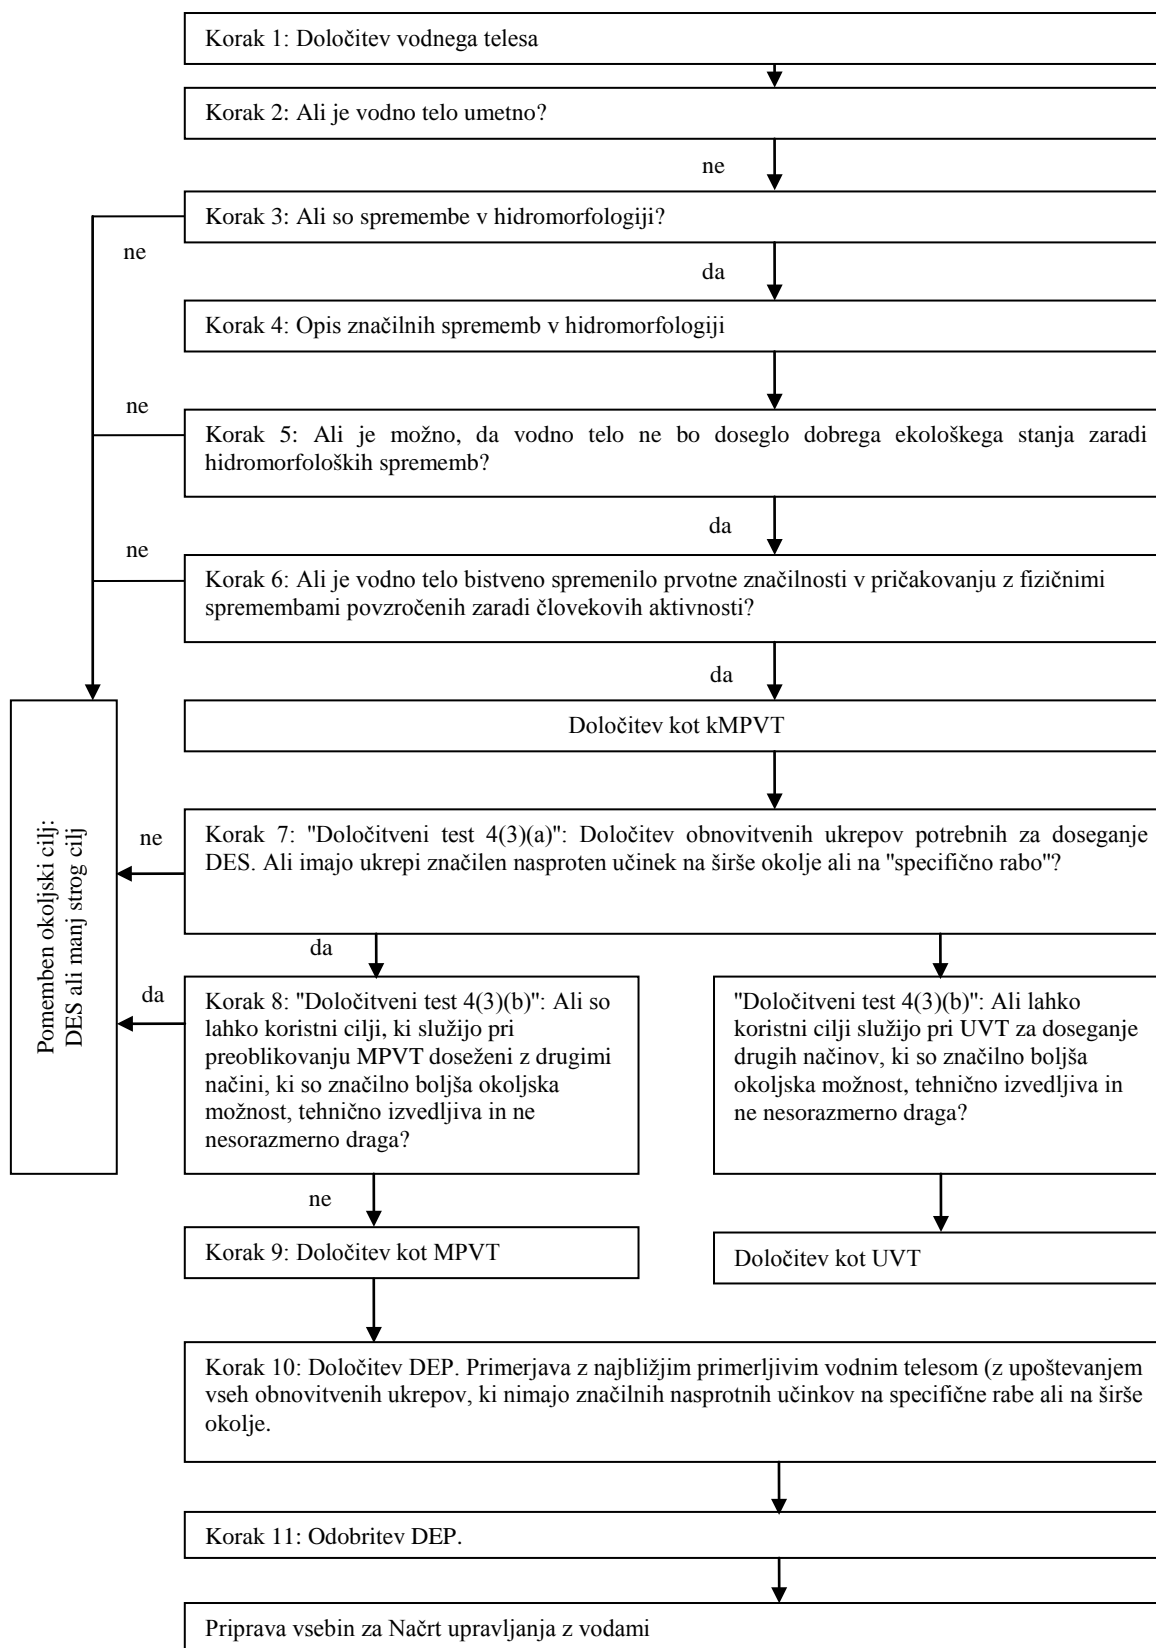 Korak 1: Določitev vodnega telesa
Korak 2: Ali je vodno telo umetno?
ne
Korak 3: Ali so spremembe v hidromorfologiji?
ne
da
Korak 4: Opis značilnih sprememb v hidromorfologiji
ne
Korak 5: Ali je možno, da vodno telo ne bo doseglo dobrega ekološkega stanja zaradi
hidromorfoloških sprememb?
da
ne
Korak 6: Ali je vodno telo bistveno spremenilo prvotne značilnosti v pričakovanju z fizičnimi
spremembami povzročenih zaradi človekovih aktivnosti?
da
Določitev kot kMPVT
Pomemben okoljski cilj:
DES ali manj strog cilj
ne
Korak 7: "Določitveni test 4(3)(a)": Določitev obnovitvenih ukrepov potrebnih za doseganje
DES. Ali imajo ukrepi značilen nasproten učinek na širše okolje ali na "specifično rabo"?
da
da
Korak 8: "Določitveni test 4(3)(b)": Ali so
lahko koristni cilji, ki služijo pri
preoblikovanju MPVT doseženi z drugimi
načini, ki so značilno boljša okoljska
možnost, tehnično izvedljiva in ne
nesorazmerno draga?
"Določitveni test 4(3)(b)": Ali lahko
koristni cilji služijo pri UVT za doseganje
drugih načinov, ki so značilno boljša
okoljska možnost, tehnično izvedljiva in
ne nesorazmerno draga?
ne
Korak 9: Določitev kot MPVT
Določitev kot UVT
Korak 10: Določitev DEP. Primerjava z najbližjim primerljivim vodnim telesom (z upoštevanjem
vseh obnovitvenih ukrepov, ki nimajo značilnih nasprotnih učinkov na specifične rabe ali na širše
okolje.
Korak 11: Odobritev DEP.
Priprava vsebin za Načrt upravljanja z vodami